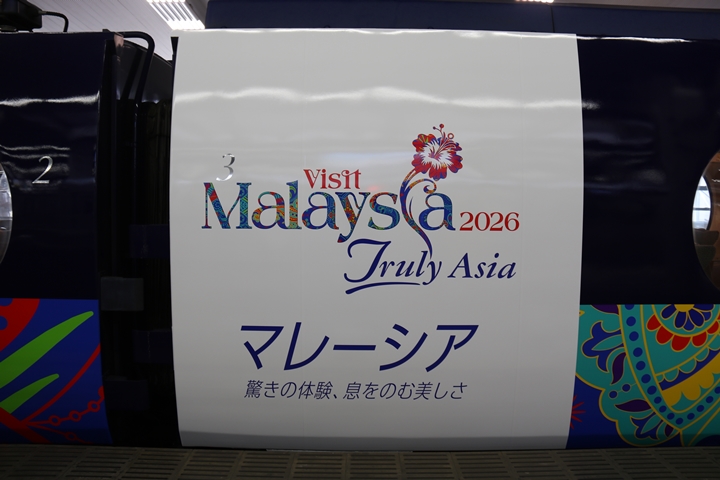 2
3
Visit
Malaysia 2026
Truly Asia
マレーシア
驚きの体験、息をのむ美しさ